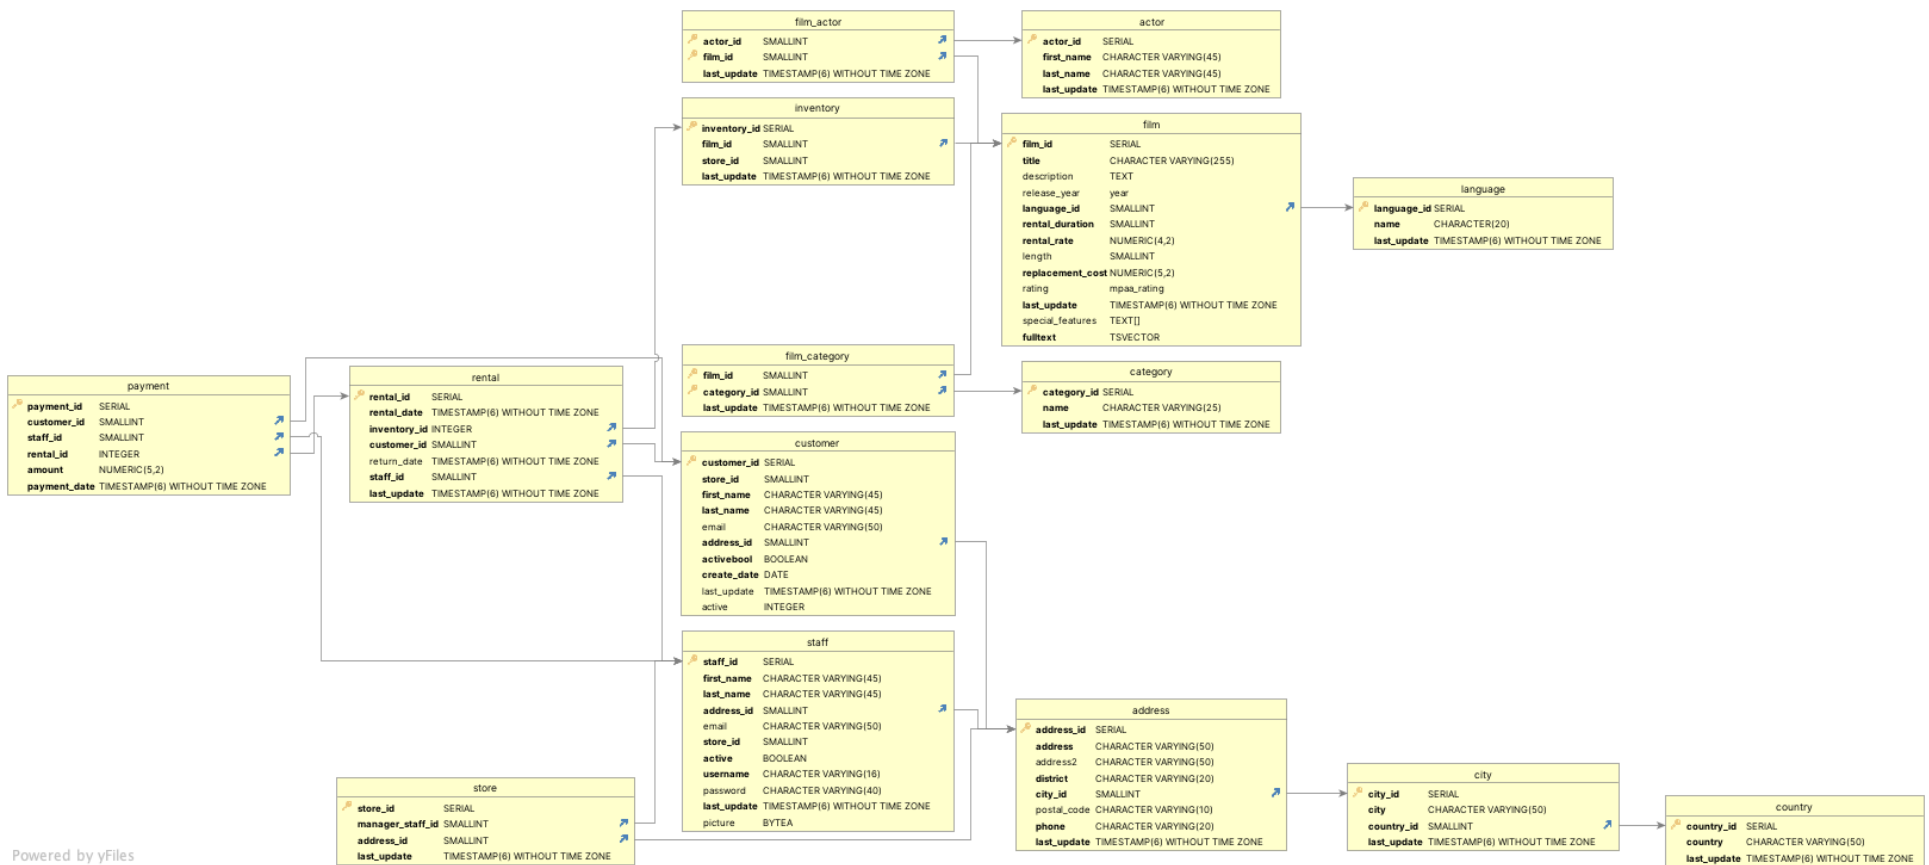 film_actor
actor_id SMALLINT
film_id SMALLINT
last_update TIMESTAMP(6) WITHOUT TIME ZONE
actor
actor_id SERIAL
first_name CHARACTER VARYING(45)
last_name CHARACTER VARYING(45)
last_update TIMESTAMP(6) WITHOUT TIME ZONE
inventory
inventory_id SERIAL
film_id SMALLINT
store_id SMALLINT
last_update TIMESTAMP(6) WITHOUT TIME ZONE
film
film_id SERIAL
title CHARACTER VARYING(255)
description TEXT
release_year year
language_id SMALLINT
rental_duration SMALLINT
rental_rate NUMERIC(4,2)
length SMALLINT
replacement_cost NUMERIC(5,2)
rating mpaa_rating
last_update TIMESTAMP(6) WITHOUT TIME ZONE
special_features TEXT[]
fulltext TSVECTOR
language
language_id SERIAL
name CHARACTER(20)
last_update TIMESTAMP(6) WITHOUT TIME ZONE
payment
payment_id SERIAL
customer_id SMALLINT
staff_id SMALLINT
rental_id INTEGER
amount NUMERIC(5,2)
payment_date TIMESTAMP(6) WITHOUT TIME ZONE
rental
rental_id SERIAL
rental_date TIMESTAMP(6) WITHOUT TIME ZONE
inventory_id INTEGER
customer_id SMALLINT
return_date TIMESTAMP(6) WITHOUT TIME ZONE
staff_id SMALLINT
last_update TIMESTAMP(6) WITHOUT TIME ZONE
film_category
film_id SMALLINT
category_id SMALLINT
last_update TIMESTAMP(6) WITHOUT TIME ZONE
category
category_id SERIAL
name CHARACTER VARYING(25)
last_update TIMESTAMP(6) WITHOUT TIME ZONE
customer
customer_id SERIAL
store_id SMALLINT
first_name CHARACTER VARYING(45)
last_name CHARACTER VARYING(45)
email CHARACTER VARYING(50)
address_id SMALLINT
activebool BOOLEAN
create_date DATE
last_update TIMESTAMP(6) WITHOUT TIME ZONE
active INTEGER
staff
staff_id SERIAL
first_name CHARACTER VARYING(45)
last_name CHARACTER VARYING(45)
address_id SMALLINT
email CHARACTER VARYING(50)
store_id SMALLINT
active BOOLEAN
username CHARACTER VARYING(16)
password CHARACTER VARYING(40)
last_update TIMESTAMP(6) WITHOUT TIME ZONE
picture BYTEA
store
store_id SERIAL
manager_staff_id SMALLINT
address_id SMALLINT
last_update TIMESTAMP(6) WITHOUT TIME ZONE
address
address_id SERIAL
address CHARACTER VARYING(50)
address2 CHARACTER VARYING(50)
district CHARACTER VARYING(20)
city_id SMALLINT
postal_code CHARACTER VARYING(10)
phone CHARACTER VARYING(20)
last_update TIMESTAMP(6) WITHOUT TIME ZONE
city
city_id SERIAL
city CHARACTER VARYING(50)
country_id SMALLINT
last_update TIMESTAMP(6) WITHOUT TIME ZONE
country
country_id SERIAL
country CHARACTER VARYING(50)
last_update TIMESTAMP(6) WITHOUT TIME ZONE
Powered by yFiles